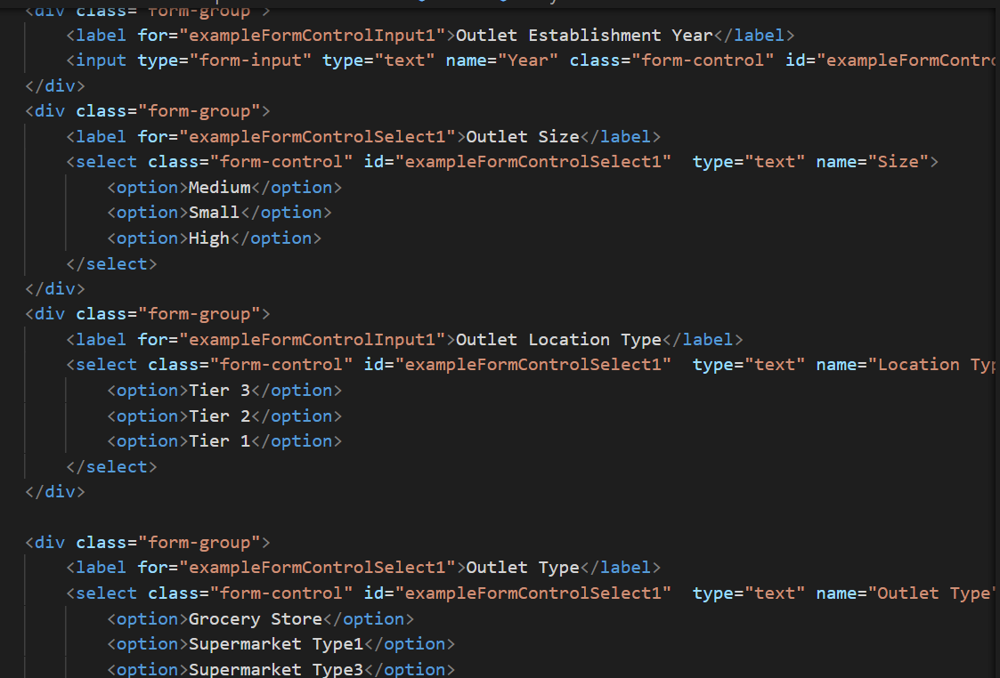 <div class="form-group">
<label for="exampleFormControlInput1">Outlet Establishment Year</label>
<input type="form-input" type="text" name="Year" class="form-control" id="exampleFormContro
</div>
<div class="form-group">
<label for="exampleFormControlSelect1">Outlet Size</label>
<select class="form-control" id="exampleFormControlSelect1"  type="text" name="Size">
<option>Medium</option>
<option>Small</option>
<option>High</option>
</select>
</div>
<div class="form-group">
<label for="exampleFormControlInput1">Outlet Location Type</label>
<select class="form-control" id="exampleFormControlSelect1"  type="text" name="Location Typ
<option>Tier 3</option>
<option>Tier 2</option>
<option>Tier 1</option>
</select>
</div>
<div class="form-group">
<label for="exampleFormControlSelect1">Outlet Type</label>
<select class="form-control" id="exampleFormControlSelect1"  type="text" name="Outlet Type"
<option>Grocery Store</option>
<option>Supermarket Type1</option>
<option>Supermarket Type3</option>